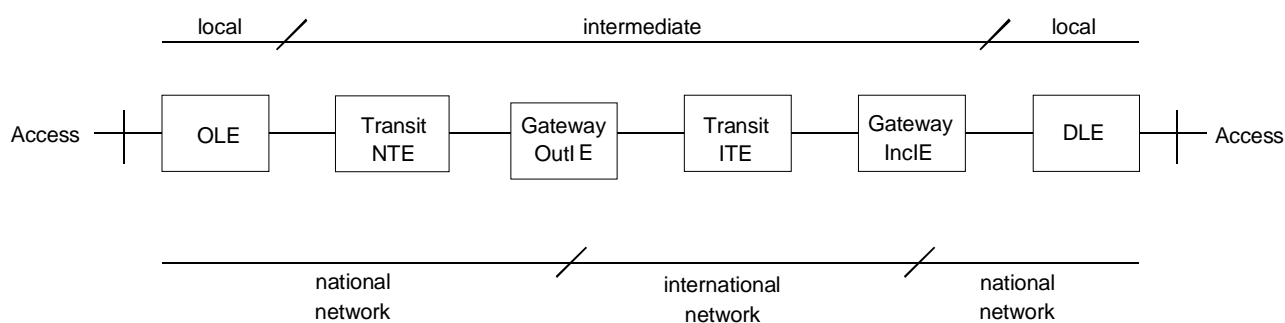 local intermediate local
Access OLE Transit NTE Gateway OutI E Transit ITE Gateway IncIE DLE Access
national network international network national network